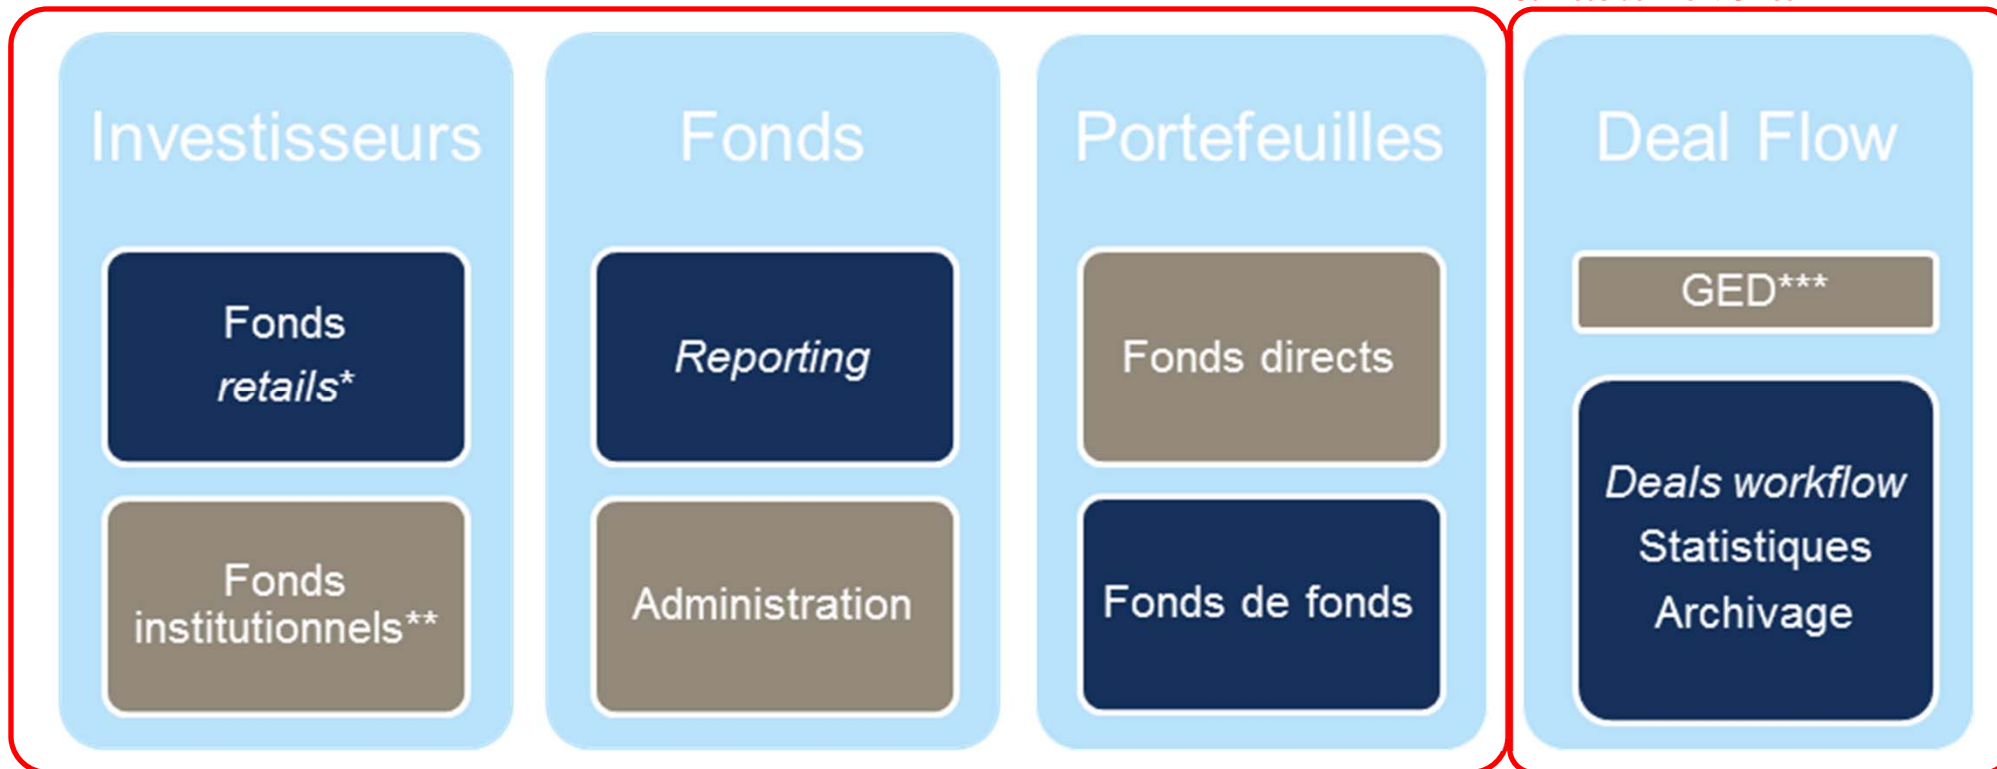 Investisseurs
Fonds
retails*
Fonds
institutionnels**
Fonds
Reporting
Administration
Portefeuilles
Fonds directs
Fonds de fonds
Deal Flow
GED***
Deals workflow
Statistiques
Archivage